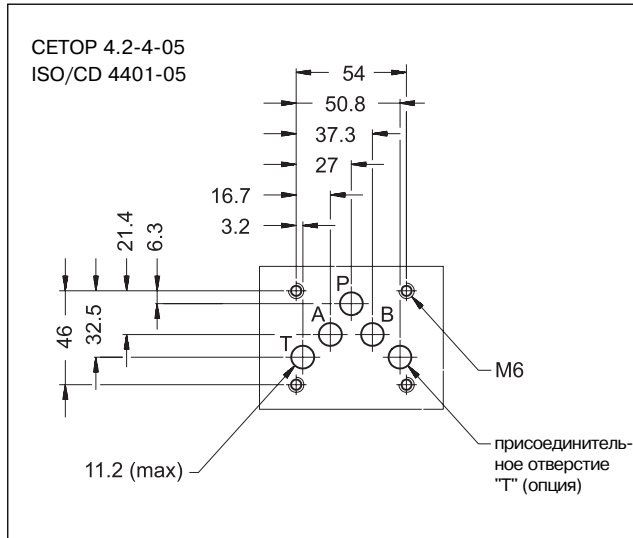 СЕТОР 4.2-4-05
ISO/CD 4401-05
54
50.8
37.3
27
16.7
3.2
21.4
6.3
46
32.5
P
A
B
T
M6
11.2 (max)
присоединитель-
ное отверстие
"T" (опция)